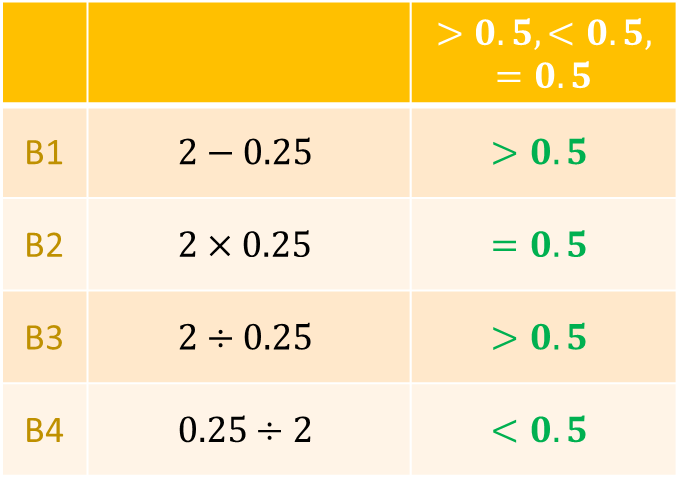 > 0.5, < 0.5,
= 0.5
B1 2 − 0.25 > 0.5
B2 2 × 0.25 = 0.5
B3 2 ÷ 0.25 > 0.5
B4 0.25 ÷ 2 < 0.5